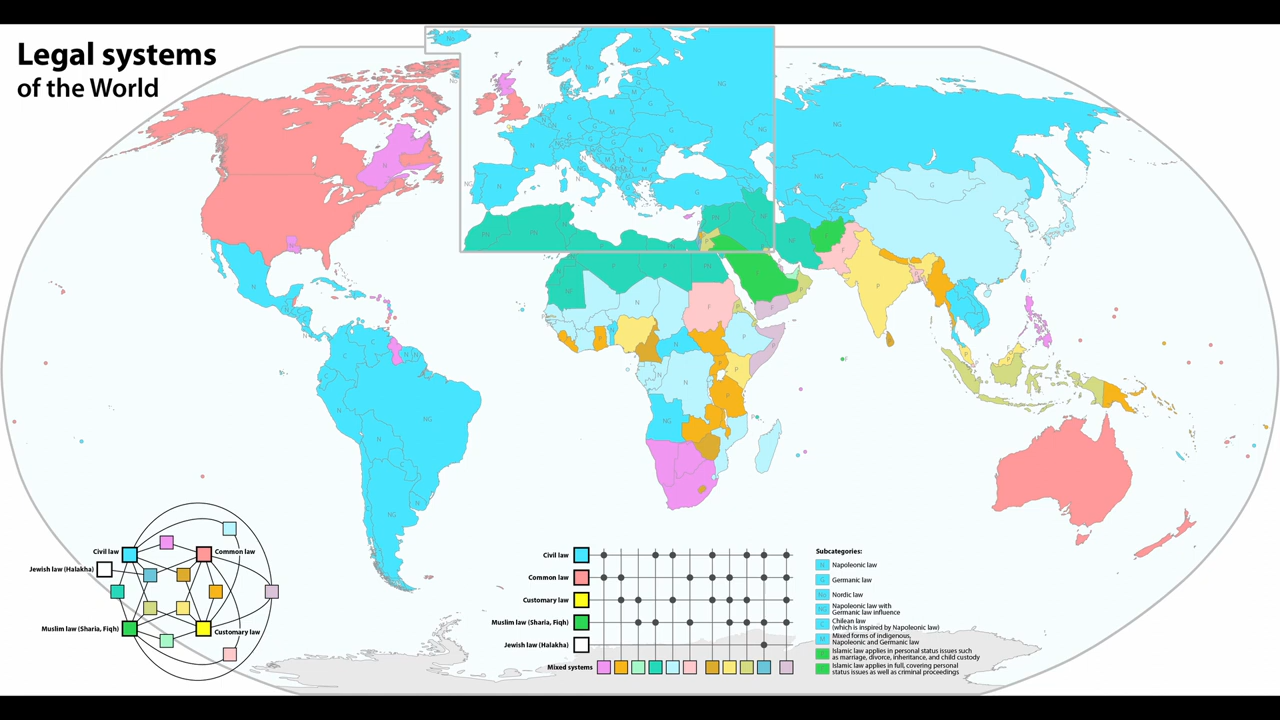 Legal systems
of the World
Civil law
Common law
Jewish law (Halakha)
Muslim law (Sharia, Fiqh)
Customary law
Civil law
Common law
Customary law
Muslim law (Sharia, Fiqh)
Jewish law (Halakha)
Mixed systems
Subcategories:
N Napoleonic law
G Germanic law
No Nordic law
NG Napoleonic law with
Germanic law influence
C Chilean law
(which is inspired by Napoleonic law)
M Mixed forms of indigenous,
Napoleonic and Germanic law
P Islamic law applies in personal status issues such
as marriage, divorce, inheritance, and child custody
Islamic law applies in full, covering personal
status issues as well as criminal proceedings